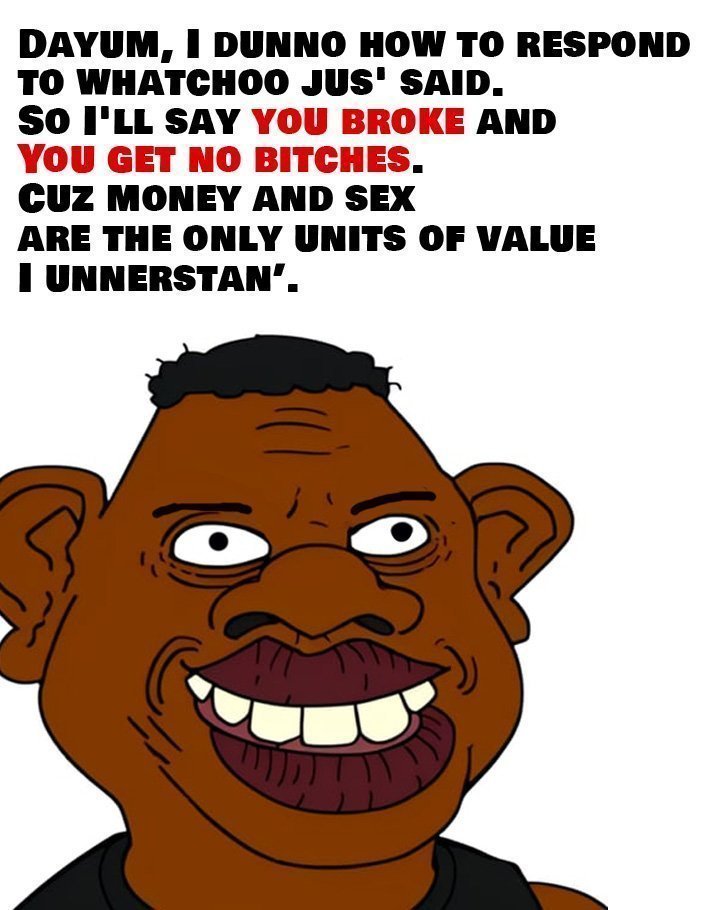 Dayum, I dunno how to respond
to whatchoo jus' said.
So I'll say you broke and
You get no bitches.
Cuz money and sex
are the only units of value
I unnerstan’.